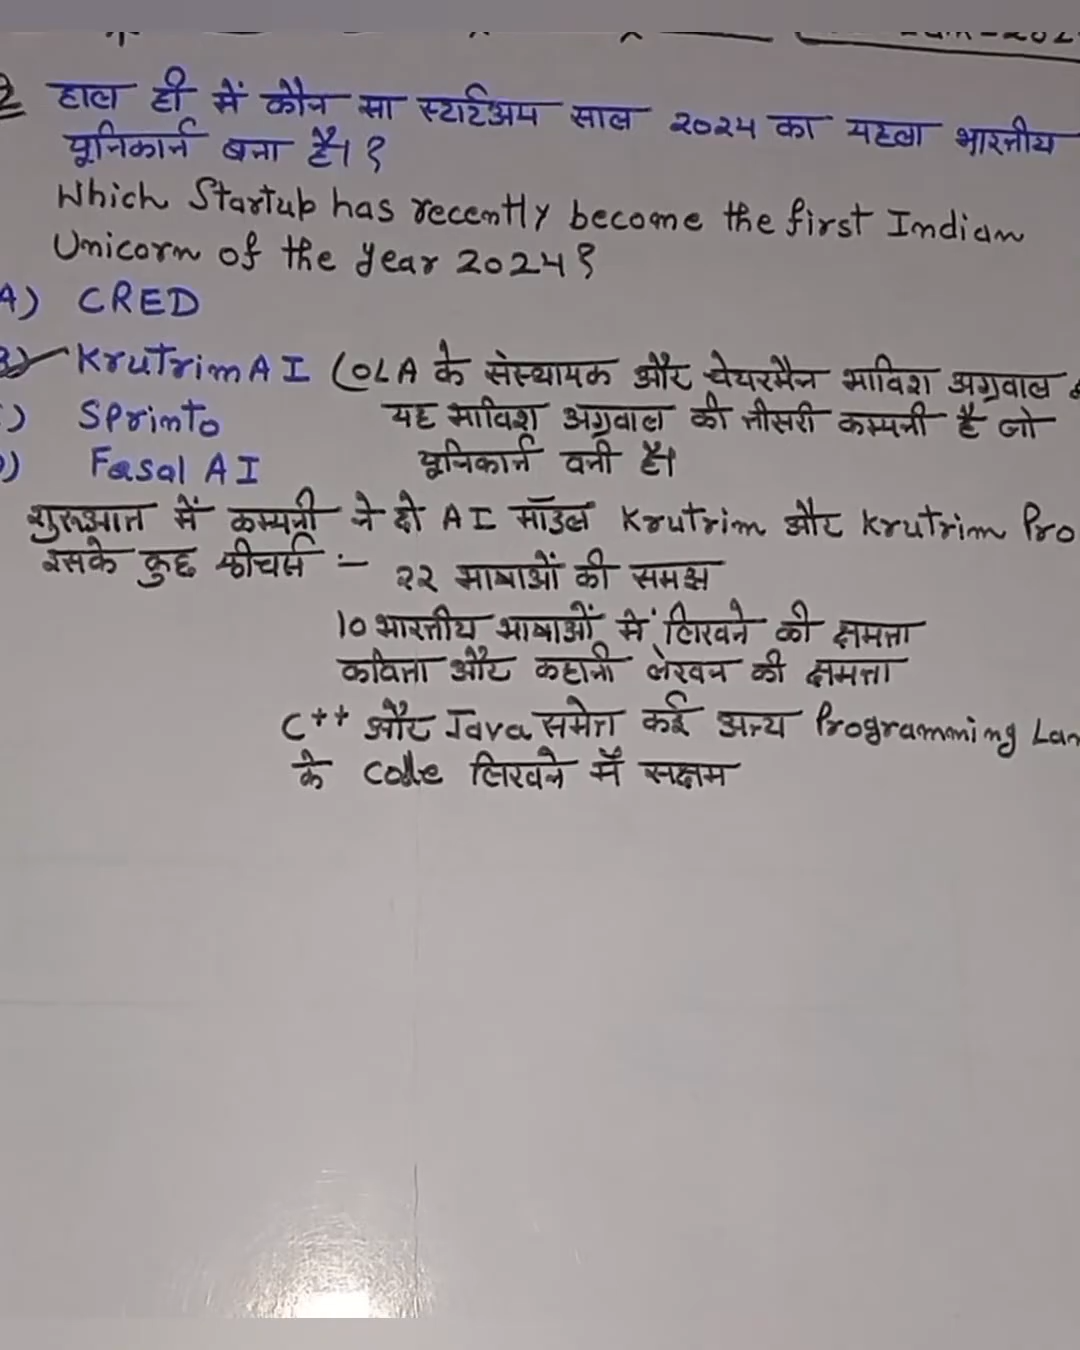 2 हाल ही में कौन सा स्टार्टअप साल 2024 का पहला भारतीय
यूनिकार्न बना है। ?
Which Startup has recently become the first Indian
Unicorn of the year 2024?
A) CRED
B) Krutrim AI (OLA के संस्थापक और चेयरमैन भाविश अग्रवाल
यह भाविश अग्रवाल की तीसरी कम्पनी है जो
C) Sprinto
यूनिकार्न बनी है।
D) Fasal AI
शुरुआत में कम्पनी ने दो AI मॉडल Krutrim और Krutrim Pro
इसके कुछ फीचर्स :- 22 भाषाओं की समझ
10 भारतीय भाषाओं में लिखने की क्षमता
कविता और कहानी लेखन की क्षमता
C++ और Java समेत कई अन्य Programming Lan
के code लिखने में सक्षम